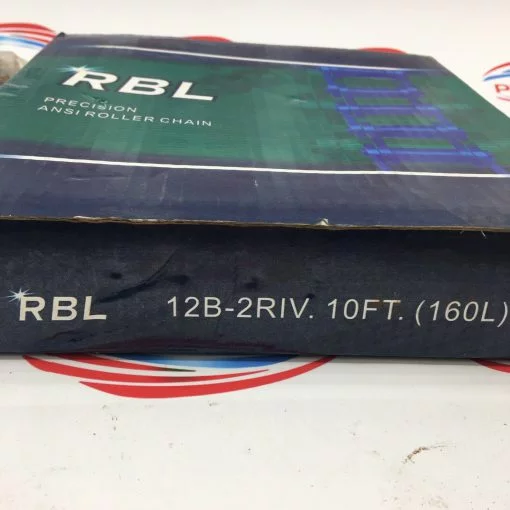 RBL
PRECISION
ANSI ROLLER CHAIN
RBL 12B-2RIV. 10FT. (160L)